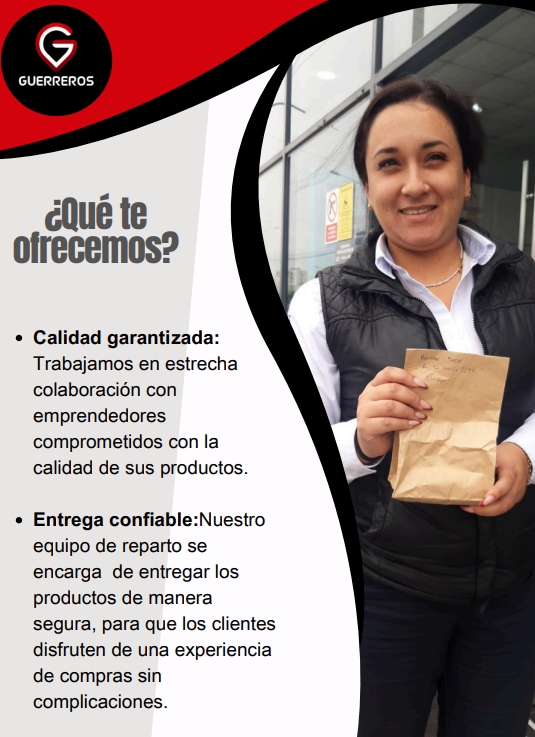 GUERREROS
¿Qué te
ofrecemos?
• Calidad garantizada:
Trabajamos en estrecha
colaboración con
emprendedores
comprometidos con la
calidad de sus productos.
• Entrega confiable:Nuestro
equipo de reparto se
encarga  de entregar los
productos de manera
segura, para que los clientes
disfruten de una experiencia
de compras sin
complicaciones.